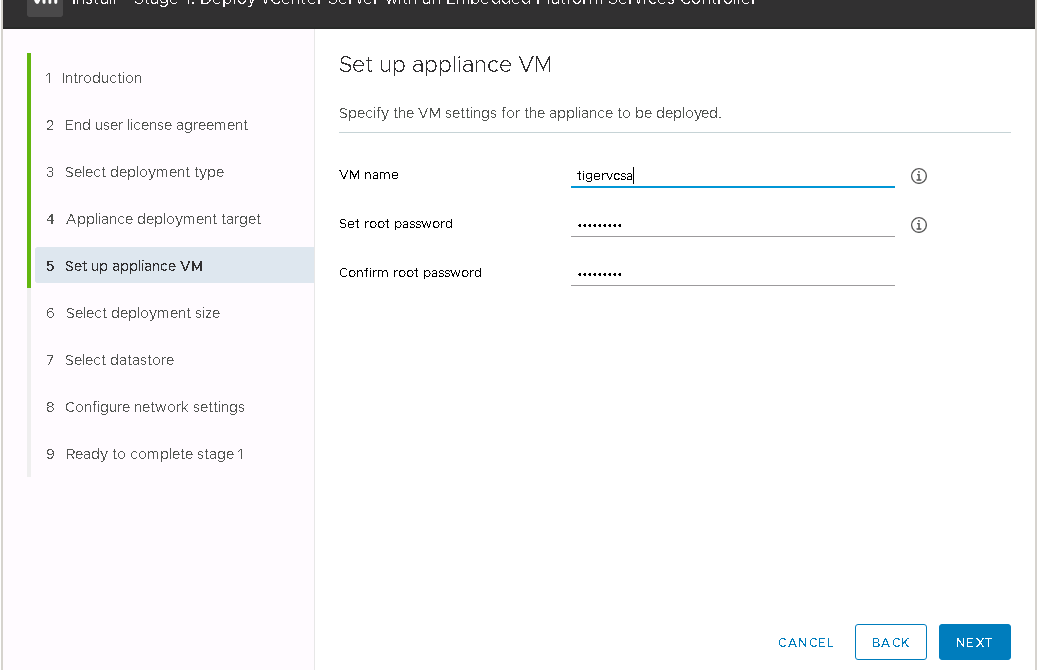 vm Install - Stage 1: Deploy vCenter Server with an Embedded Platform Services Controller
1 Introduction
2 End user license agreement
3 Select deployment type
4 Appliance deployment target
5 Set up appliance VM
6 Select deployment size
7 Select datastore
8 Configure network settings
9 Ready to complete stage 1
Set up appliance VM
Specify the VM settings for the appliance to be deployed.
VM name tigervcsa
Set root password •••••••••
Confirm root password •••••••••
CANCEL BACK NEXT